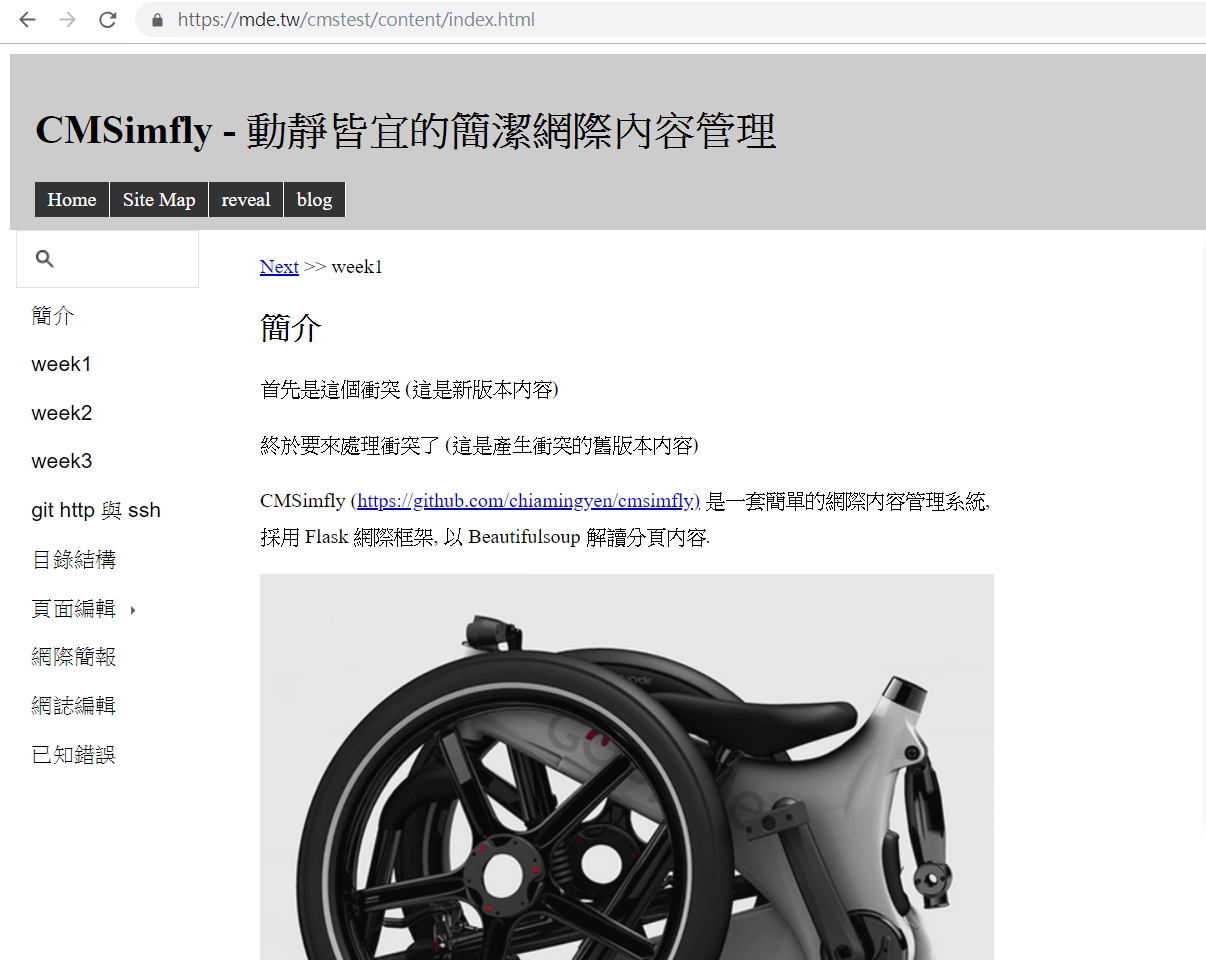 https://mde.tw/cmstest/content/index.html
CMSimfly - 動靜皆宜的簡潔網際內容管理
Home Site Map reveal blog
簡介
week1
week2
week3
git http 與 ssh
目錄結構
頁面編輯
網際簡報
網誌編輯
已知錯誤
Next >> week1
簡介
首先是這個衝突 (這是新版本內容)
終於要來處理衝突了 (這是產生衝突的舊版本內容)
CMSimfly (https://github.com/chiamingyen/cmsimfly) 是一套簡單的網際內容管理系統,
採用 Flask 網際框架, 以 Beautifulsoup 解讀分頁內容.